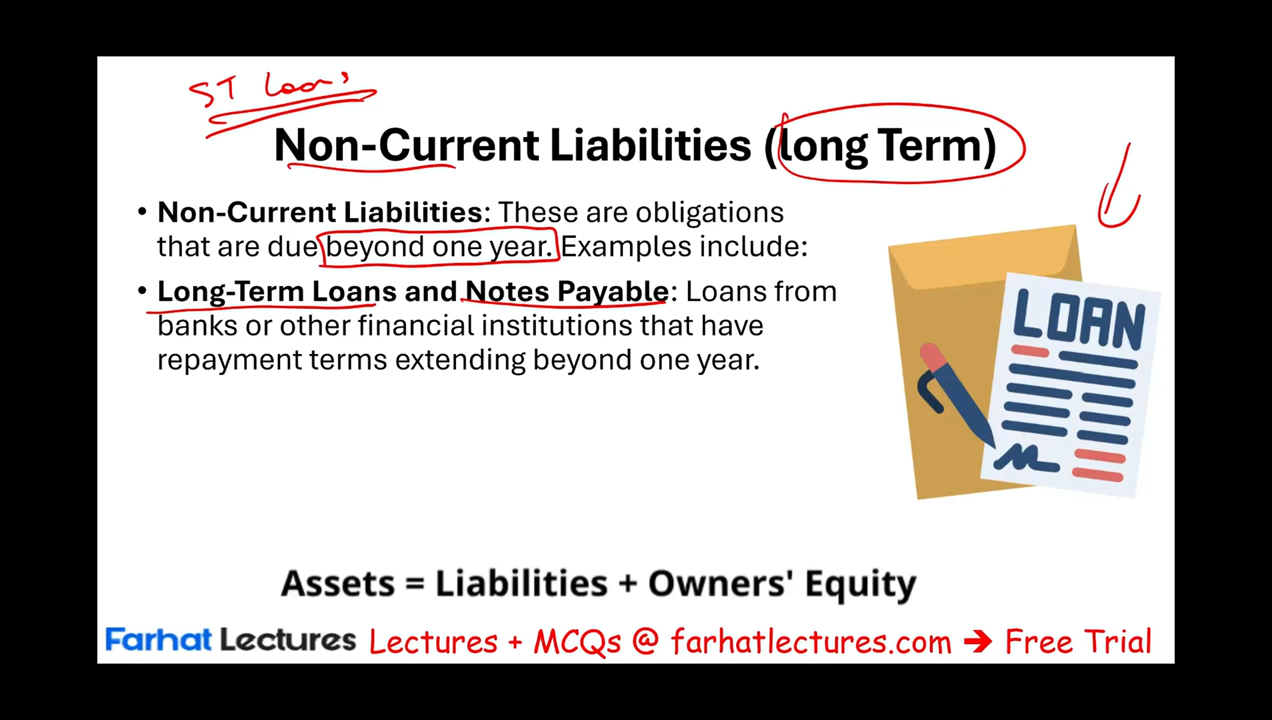 ST Loans
Non-Current Liabilities (long Term)
• Non-Current Liabilities: These are obligations
that are due beyond one year. Examples include:
• Long-Term Loans and Notes Payable: Loans from
banks or other financial institutions that have
repayment terms extending beyond one year.
LOAN
Assets = Liabilities + Owners' Equity
Farhat Lectures Lectures + MCQs @ farhatlectures.com ➔ Free Trial